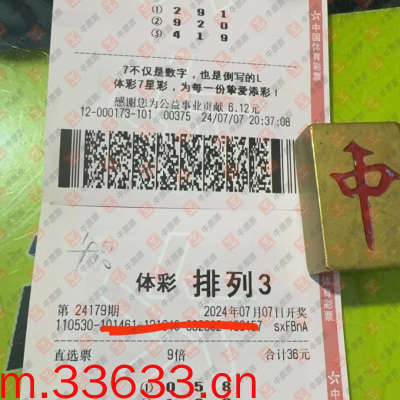 ① 2 9 1
② 9 2 0
③ 4 1 9
7不仅是数字，也是倒写的L
体彩7星彩，为每一份挚爱添彩！
感谢您为公益事业贡献 6.12元
12-000173-101 00375 24/07/07 20:37:08
中国体育彩票
中
体彩 排列3
第 24179期 2024年07月07日开奖
110530- sxFBnA
直选票 9倍 合计36元
① 0 5 8
m.33633.cn